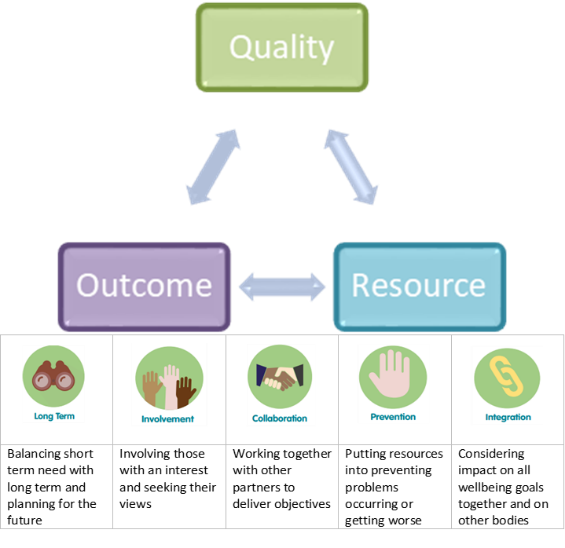 Quality
Outcome
Resource
Long Term
Involvement
Collaboration
Prevention
Integration
Balancing short
term need with
long term and
planning for the
future
Involving those
with an interest
and seeking their
views
Working together
with other
partners to
deliver objectives
Putting resources
into preventing
problems
occurring or
getting worse
Considering
impact on all
wellbeing goals
together and on
other bodies